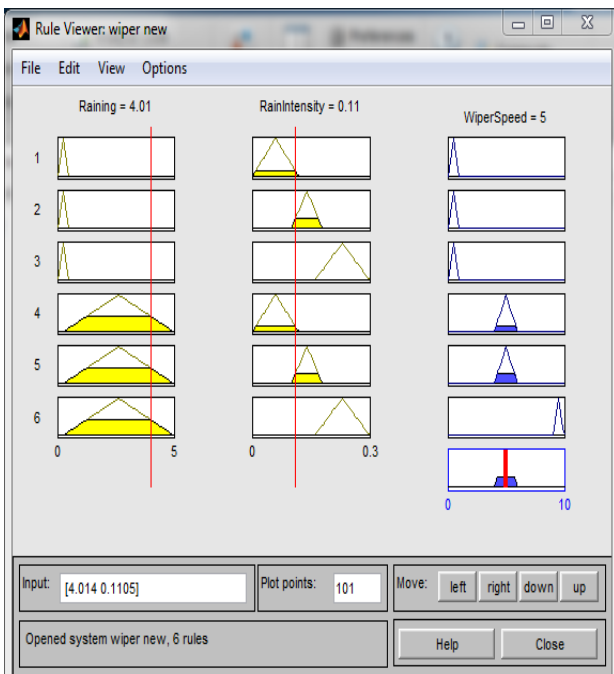 Rule Viewer: wiper new
File Edit View Options
Raining = 4.01
RainIntensity = 0.11
WiperSpeed = 5
1
2
3
4
5
6
0 5
0 0.3
0 10
Input: [4.014 0.1105]
Plot points: 101
Move: left right down up
Opened system wiper new, 6 rules
Help Close